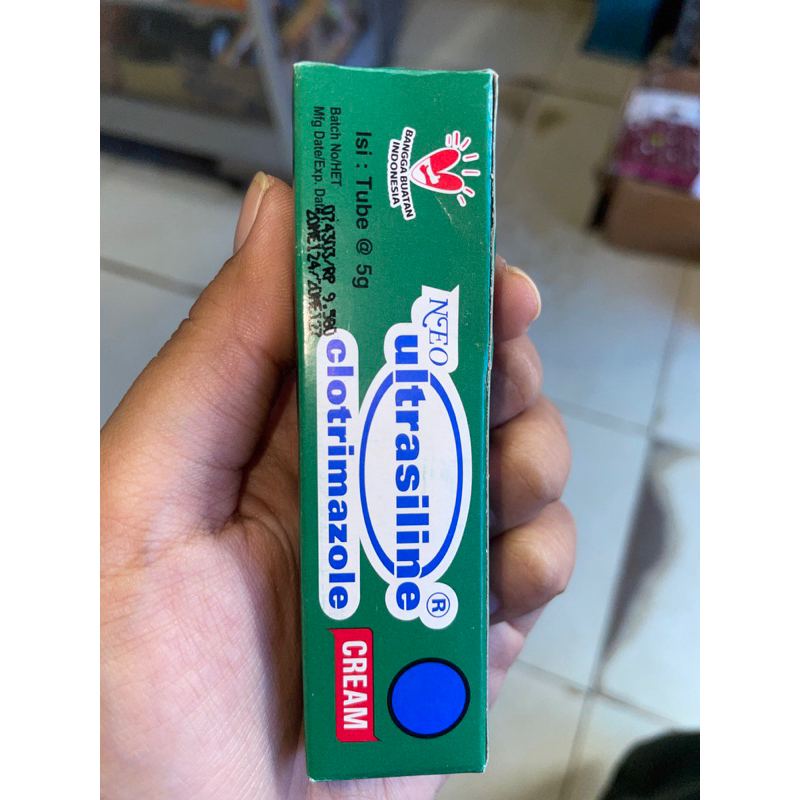 BANGGA BUATAN
INDONESIA
Isi : Tube @ 5g
Batch No/HET
Mfg Date/Exp. Date
NEO
ultrasiline®
clotrimazole
CREAM